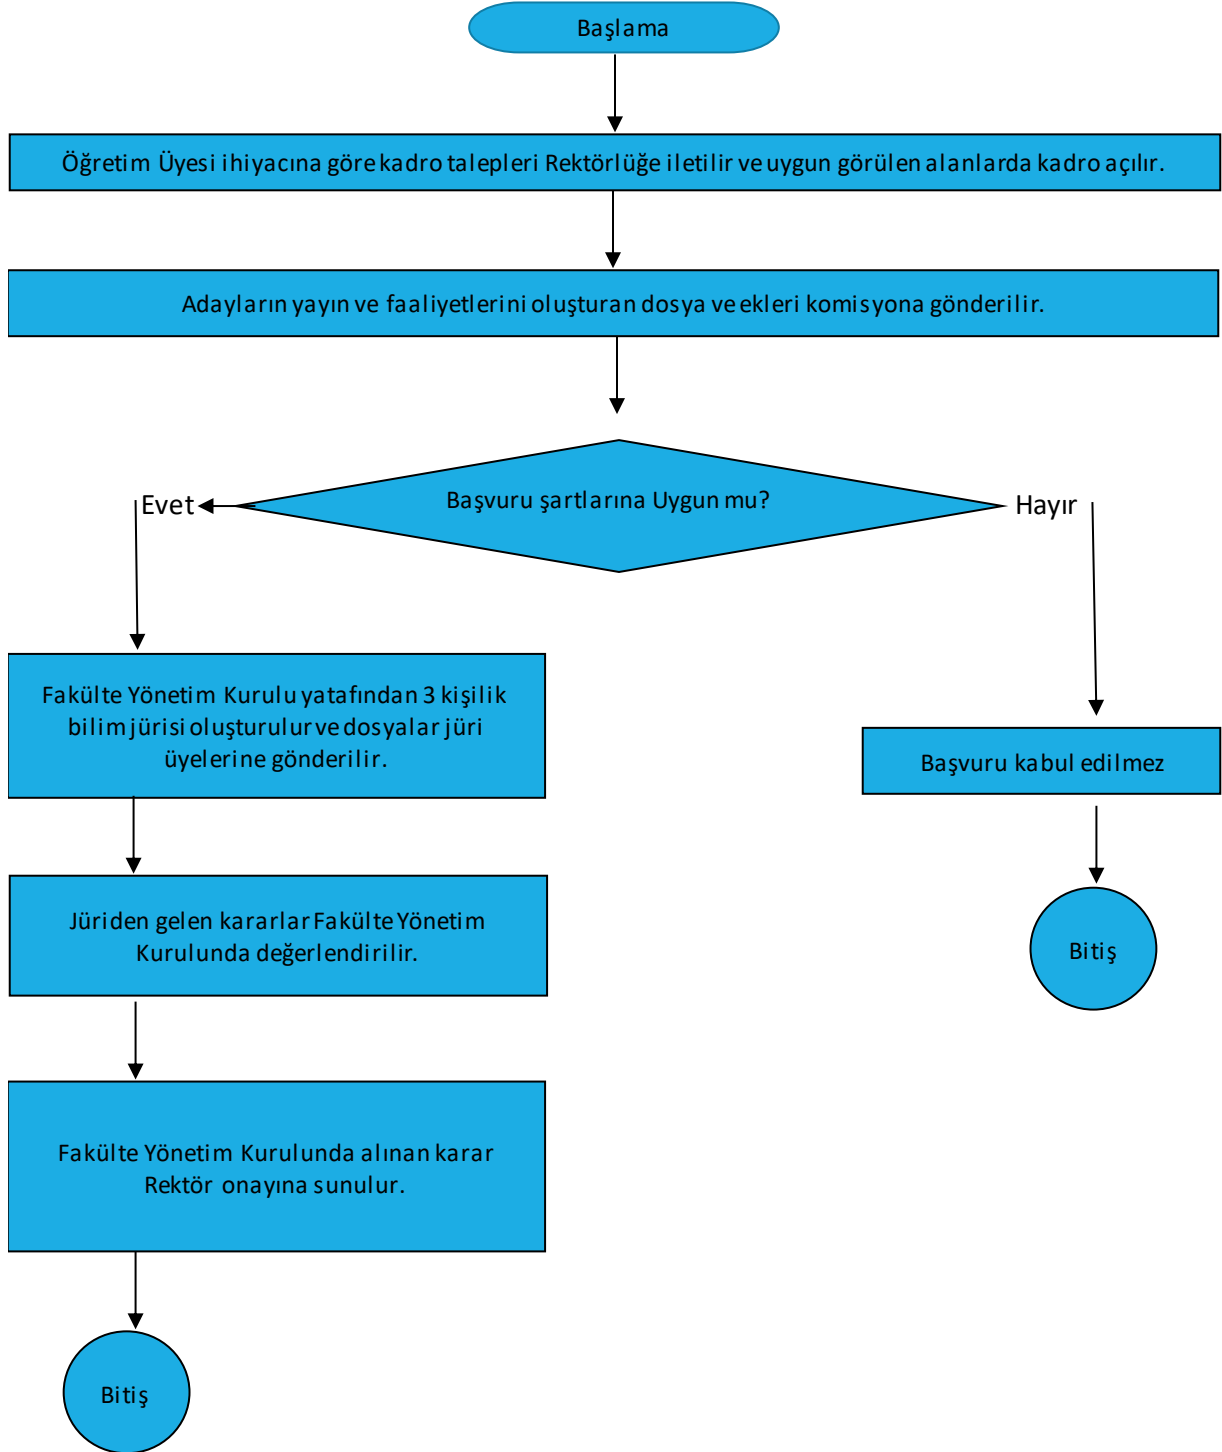 Başlama
Öğretim Üyesi ihiyacına göre kadro talepleri Rektörlüğe iletilir ve uygun görülen alanlarda kadro açılır.
Adayların yayın ve faaliyetlerini oluşturan dosya ve ekleri komisyona gönderilir.
Başvuru şartlarına Uygun mu?
Evet
Hayır
Fakülte Yönetim Kurulu yatafından 3 kişilik
bilim jürisi oluşturulur ve dosyalar jüri
üyelerine gönderilir.
Başvuru kabul edilmez
Jüriden gelen kararlar Fakülte Yönetim
Kurulunda değerlendirilir.
Bitiş
Fakülte Yönetim Kurulunda alınan karar
Rektör onayına sunulur.
Bitiş